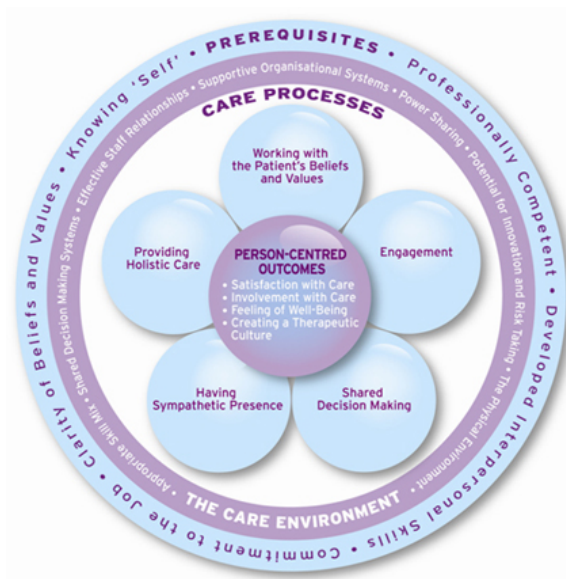 PREREQUISITES • Professionally Competent • Developed Interpersonal Skills • Commitment to the Job • Clarity of Beliefs and Values • Knowing 'Self' •
THE CARE ENVIRONMENT • Appropriate Skill Mix • Shared Decision Making Systems • Effective Staff Relationships • Supportive Organisational Systems • Power Sharing • Potential for Innovation and Risk Taking • The Physical Environment •
CARE PROCESSES
Working with
the Patient's Beliefs
and Values
Providing
Holistic Care
Engagement
PERSON-CENTRED
OUTCOMES
• Satisfaction with Care
• Involvement with Care
• Feeling of Well-Being
• Creating a Therapeutic
Culture
Having
Sympathetic Presence
Shared
Decision Making